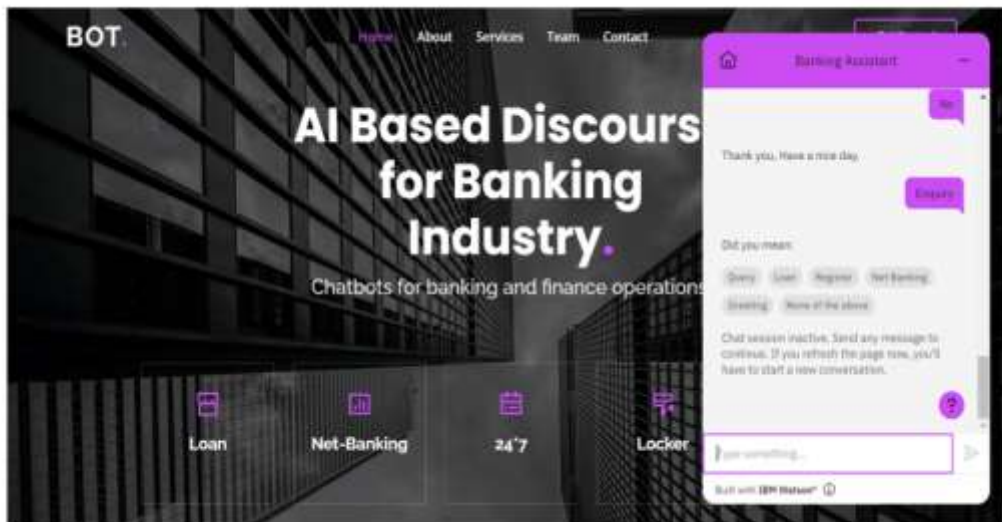 BOT.
Home About Services Team Contact
AI Based Discours
for Banking
Industry.
Chatbots for banking and finance operations
Loan
Net-Banking
24*7
Locker
Banking Assistant
No
Thank you, Have a nice day.
Enquiry
Did you mean:
Query Loan Register Net Banking
Greeting None of the above
Chat session inactive. Send any message to
continue. If you refresh the page now, you'll
have to start a new conversation.
?
Type something...
Built with IBM Watson®